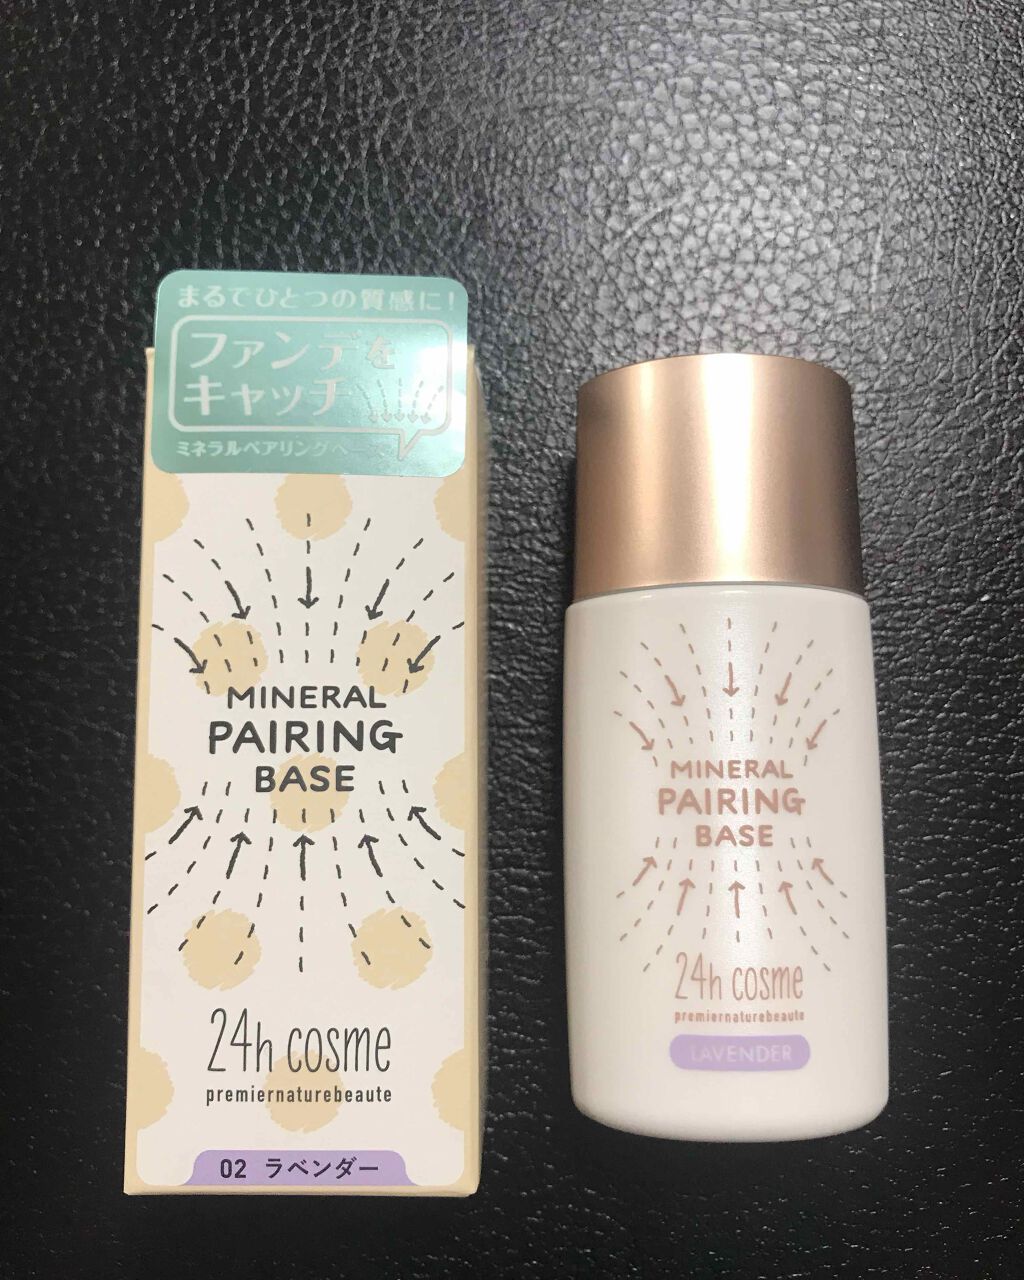 まるでひとつの質感に!
ファンデを
キャッチ
ミネラルペアリングベー
MINERAL
PAIRING
BASE
24h cosme
premiernaturebeaute
02 ラベンダー
MINERAL
PAIRING
BASE
24h cosme
premiernaturebeaute
LAVENDER